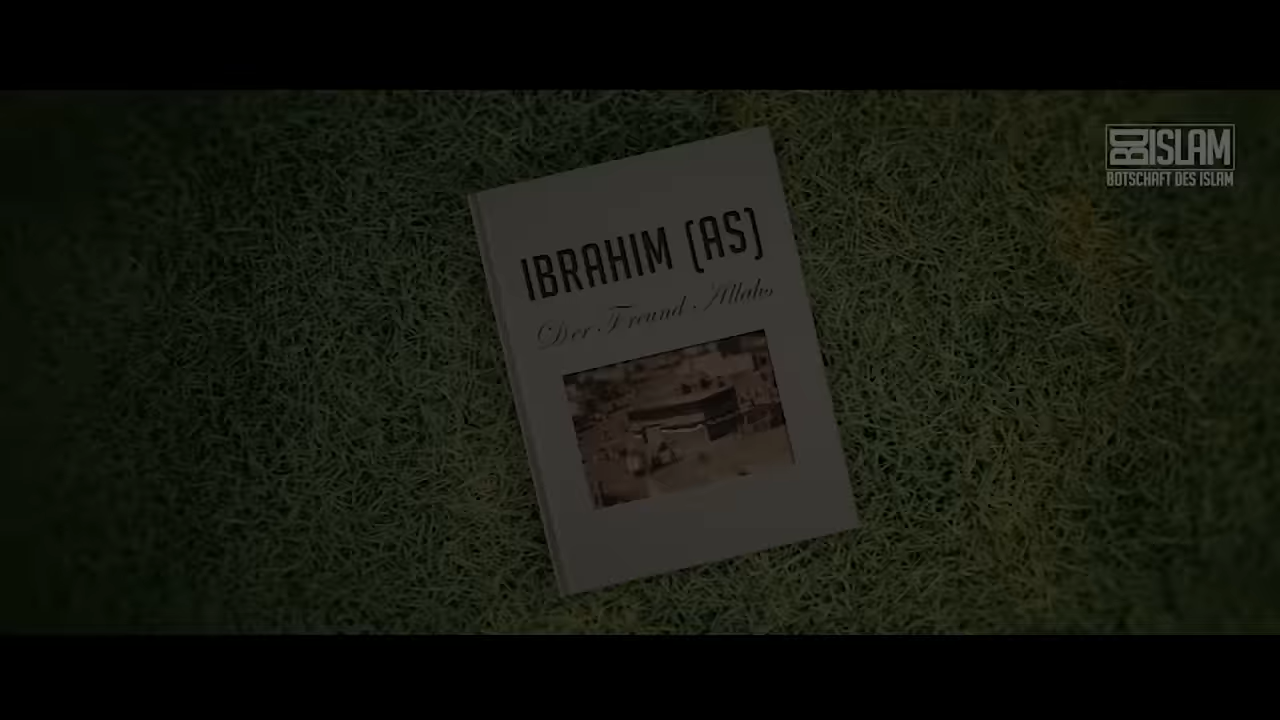 IBRAHIM (AS)
Der Freund Allahs
BDISLAM
BOTSCHAFT DES ISLAM